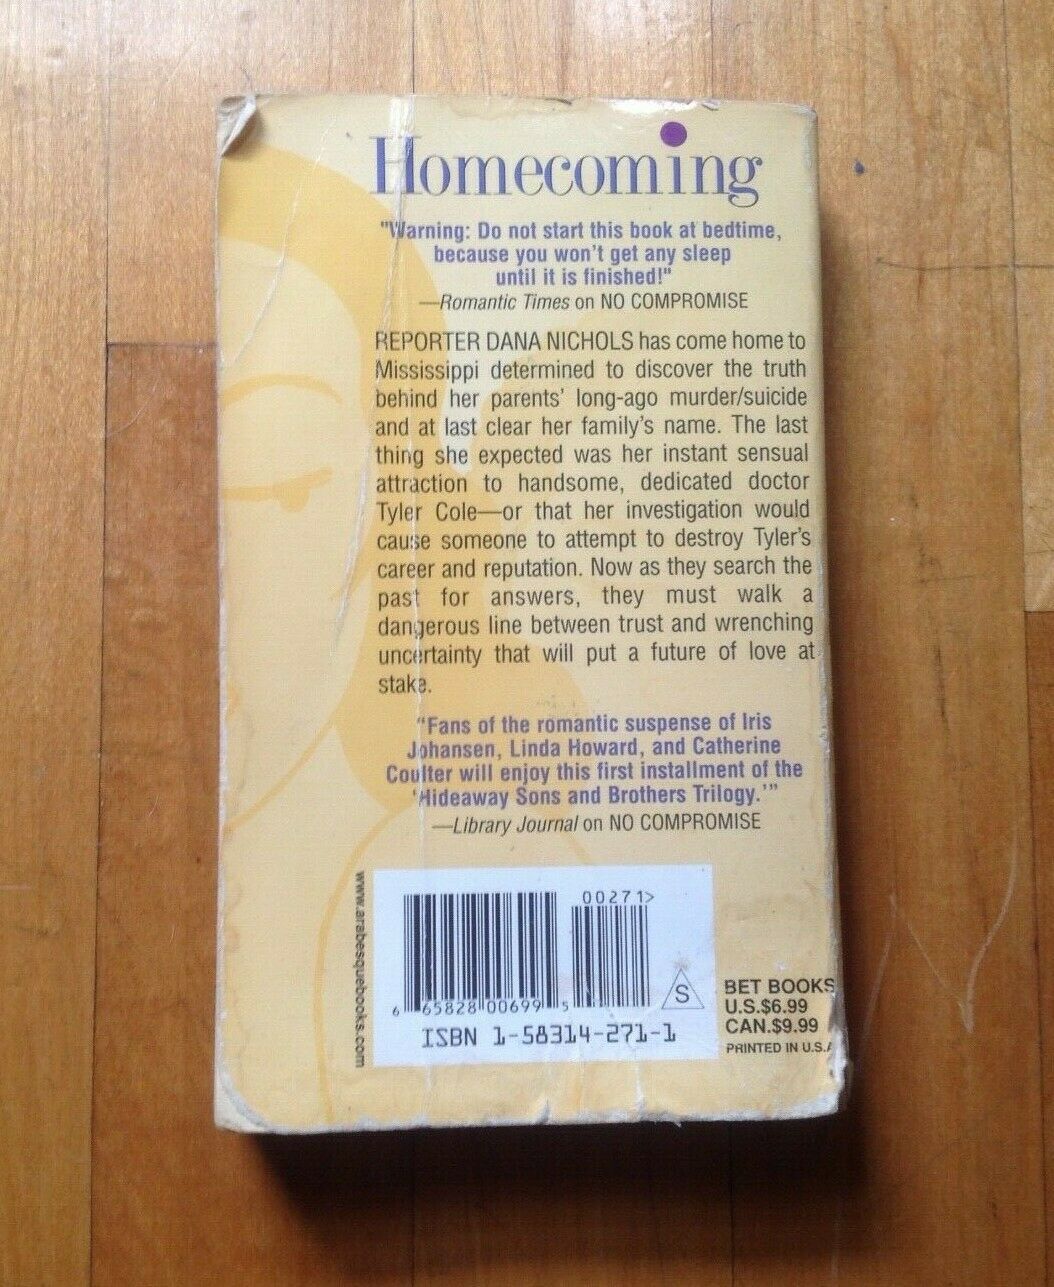 Homecoming
"Warning: Do not start this book at bedtime,
because you won't get any sleep
until it is finished!"
—Romantic Times on NO COMPROMISE
REPORTER DANA NICHOLS has come home to
Mississippi determined to discover the truth
behind her parents' long-ago murder/suicide
and at last clear her family's name. The last
thing she expected was her instant sensual
attraction to handsome, dedicated doctor
Tyler Cole—or that her investigation would
cause someone to attempt to destroy Tyler's
career and reputation. Now as they search the
past for answers, they must walk a
dangerous line between trust and wrenching
uncertainty that will put a future of love at
stake.
"Fans of the romantic suspense of Iris
Johansen, Linda Howard, and Catherine
Coulter will enjoy this first installment of the
'Hideaway Sons and Brothers Trilogy.'"
—Library Journal on NO COMPROMISE
www.arabesquebooks.com
00271>
6 65828 00699 5
S
ISBN 1-58314-271-1
BET BOOKS
U.S.$6.99
CAN.$9.99
PRINTED IN U.S.A